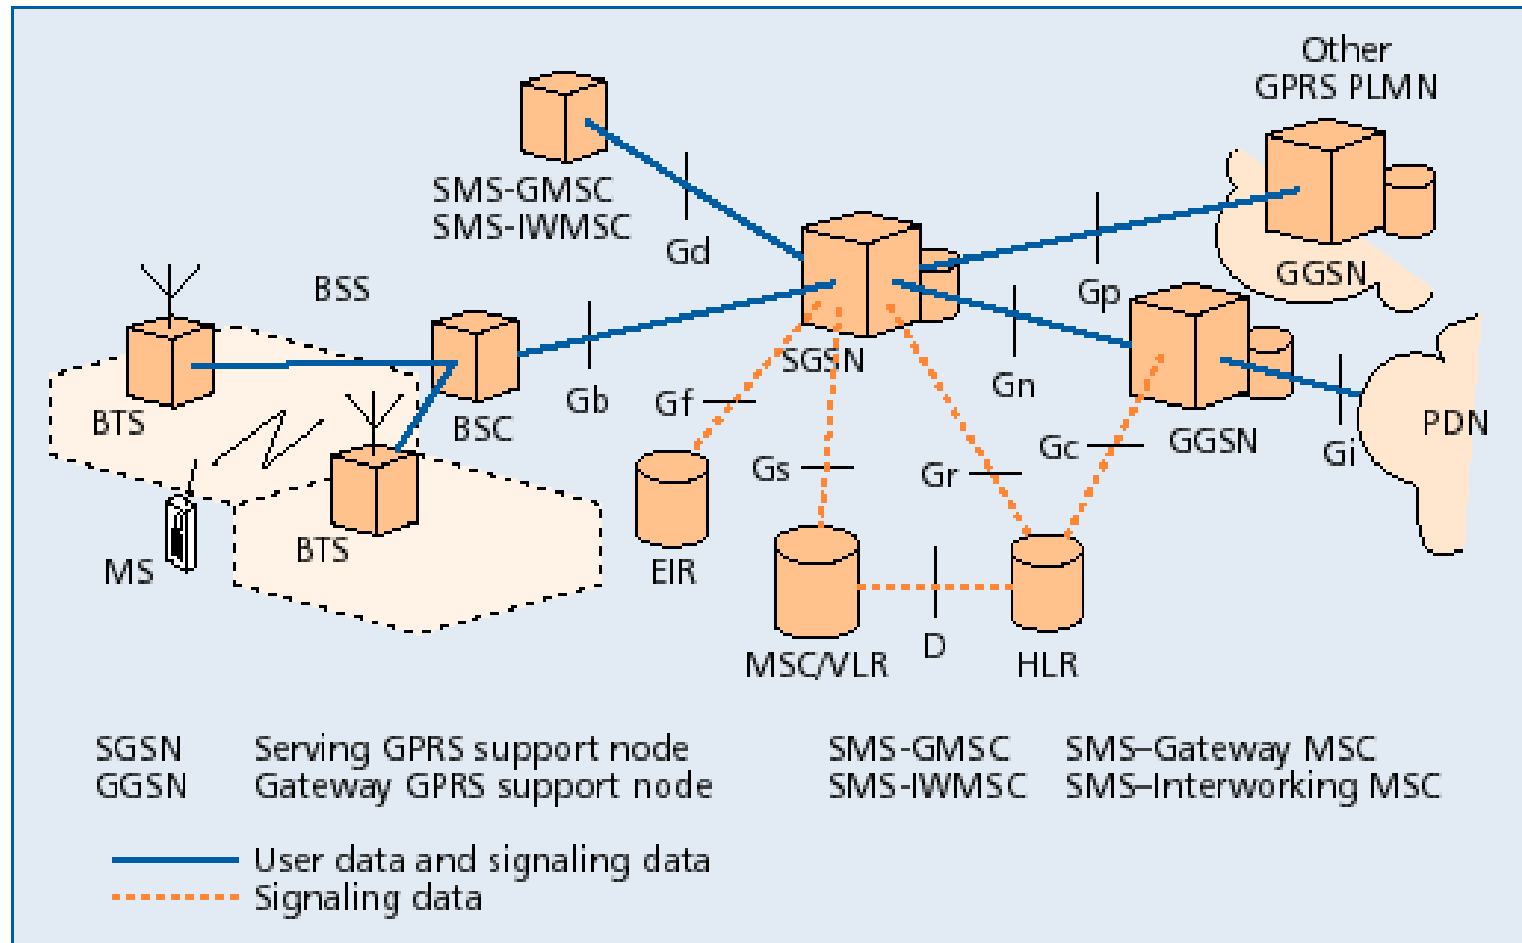 Other
GPRS PLMN
SMS-GMSC
SMS-IWMSC
Gd
BSS
Gp
GGSN
SGSN
Gn
Gb
BTS
BSC
Gf
Gs
Gr
Gc
GGSN
Gi
PDN
MS
BTS
EIR
MSC/VLR
D
HLR
SGSN Serving GPRS support node
GGSN Gateway GPRS support node
SMS-GMSC SMS–Gateway MSC
SMS-IWMSC SMS–Interworking MSC
User data and signaling data
Signaling data